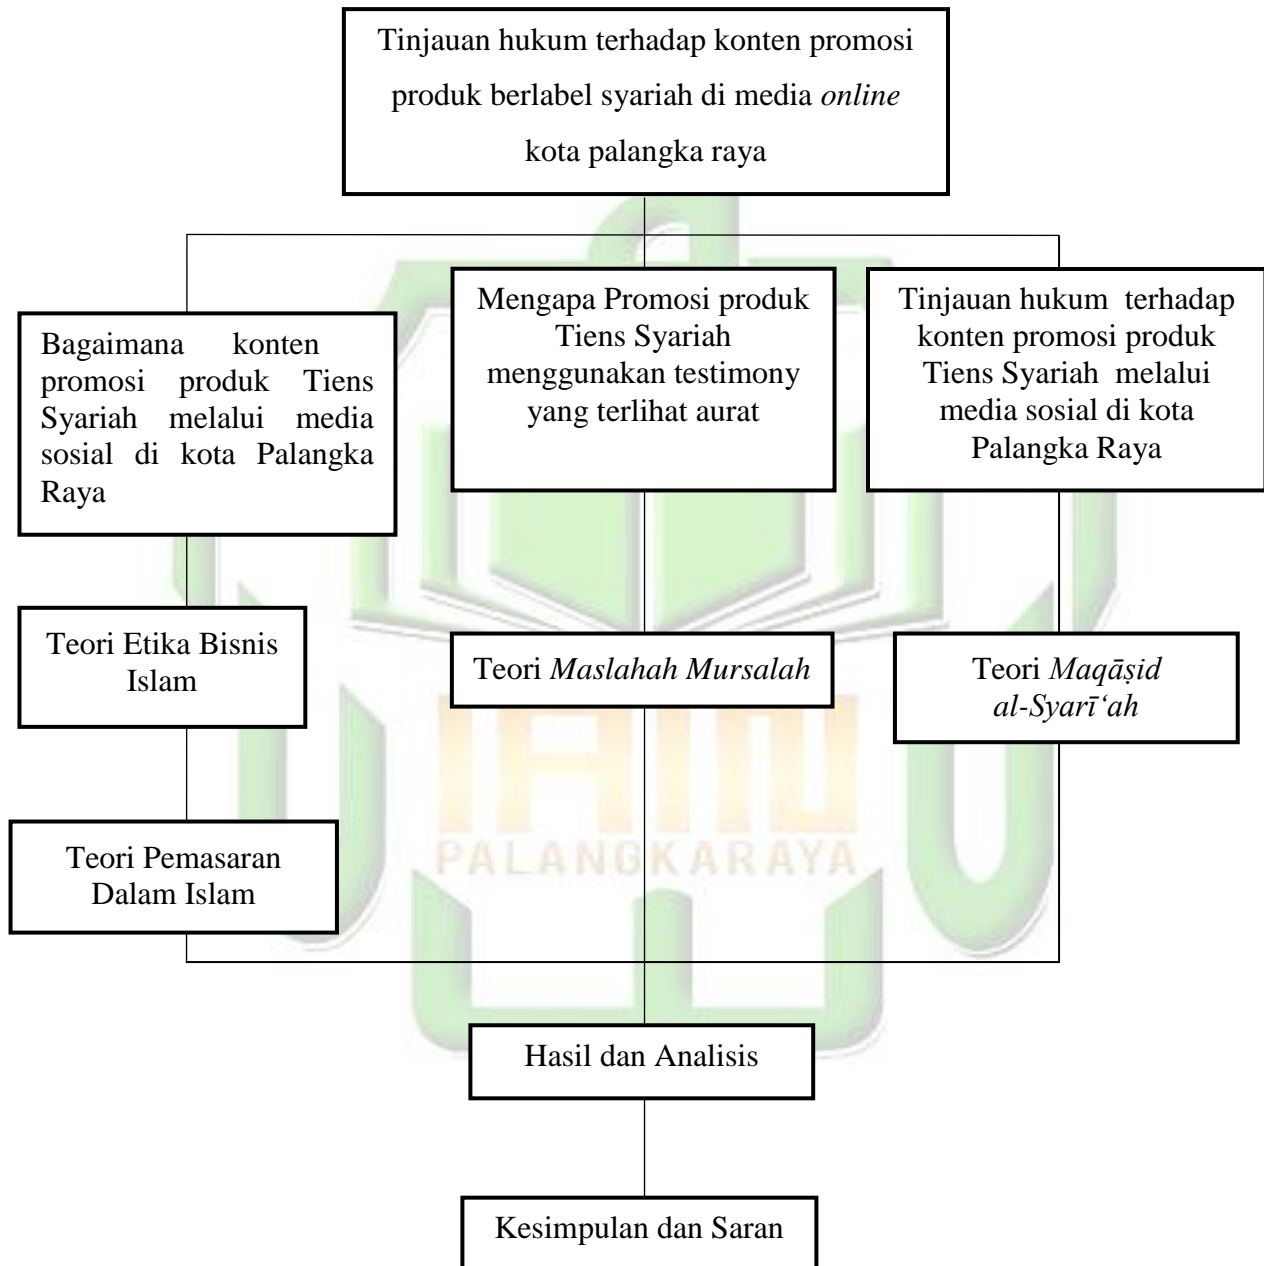 Tinjauan hukum terhadap konten promosi
produk berlabel syariah di media online
kota palangka raya
Bagaimana konten
promosi produk Tiens
Syariah melalui media
sosial di kota Palangka
Raya
Mengapa Promosi produk
Tiens Syariah
menggunakan testimony
yang terlihat aurat
Tinjauan hukum terhadap
konten promosi produk
Tiens Syariah melalui
media sosial di kota
Palangka Raya
Teori Etika Bisnis
Islam
Teori Maslahah Mursalah
Teori Maqāṣid
al-Syarī‘ah
Teori Pemasaran
Dalam Islam
IAIN
PALANGKARAYA
Hasil dan Analisis
Kesimpulan dan Saran